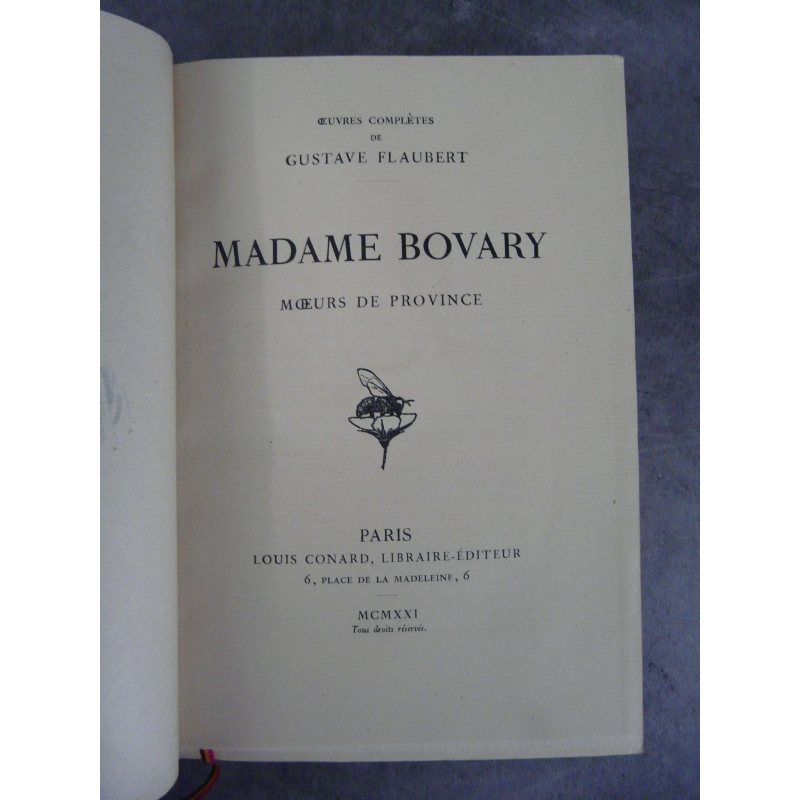 ŒUVRES COMPLÈTES
DE
GUSTAVE FLAUBERT
MADAME BOVARY
MŒURS DE PROVINCE
PARIS
LOUIS CONARD, LIBRAIRE-ÉDITEUR
6, PLACE DE LA MADELEINE, 6
MCMXXI
Tous droits réservés.